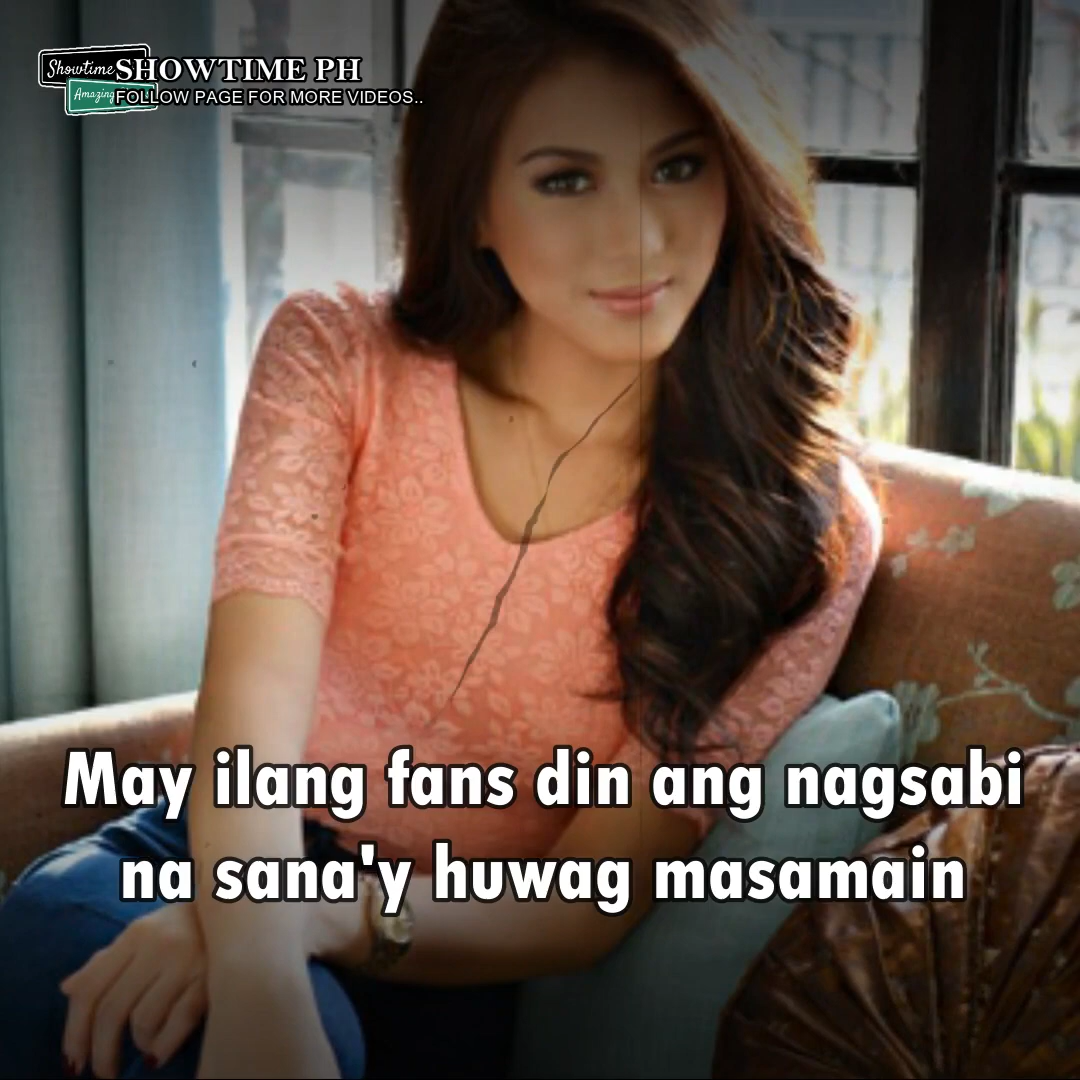 Showtime
Amazing
SHOWTIME PH
FOLLOW PAGE FOR MORE VIDEOS..
May ilang fans din ang nagsabi
na sana'y huwag masamain